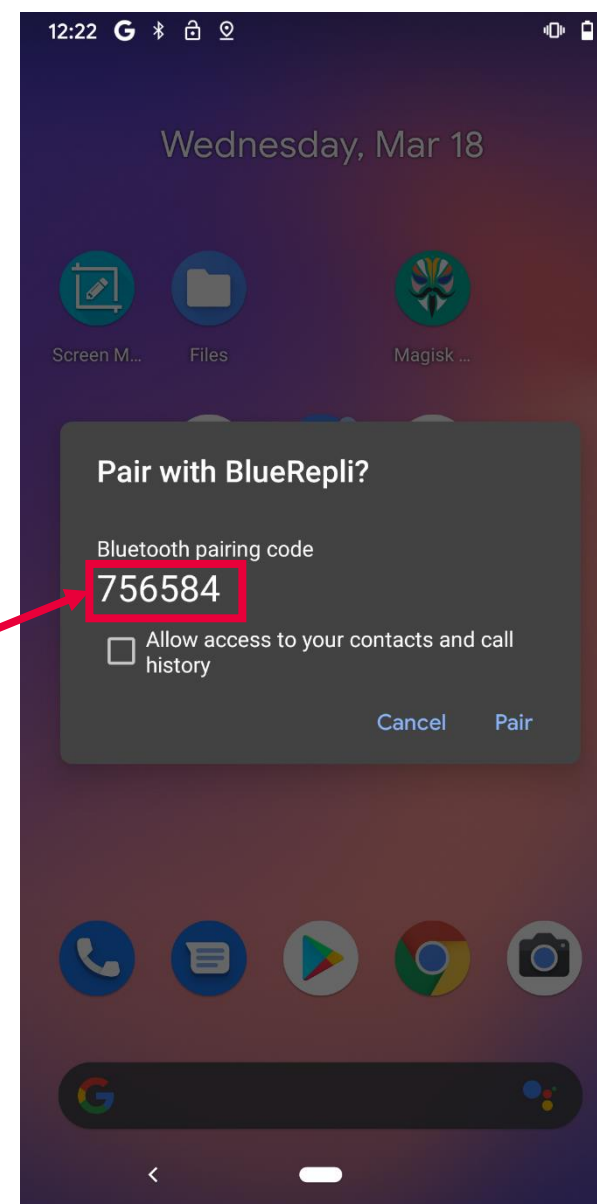 12:22
Wednesday, Mar 18
Screen M...
Files
Magisk ...
Pair with BlueRepli?
Bluetooth pairing code
756584
Allow access to your contacts and call
history
Cancel
Pair